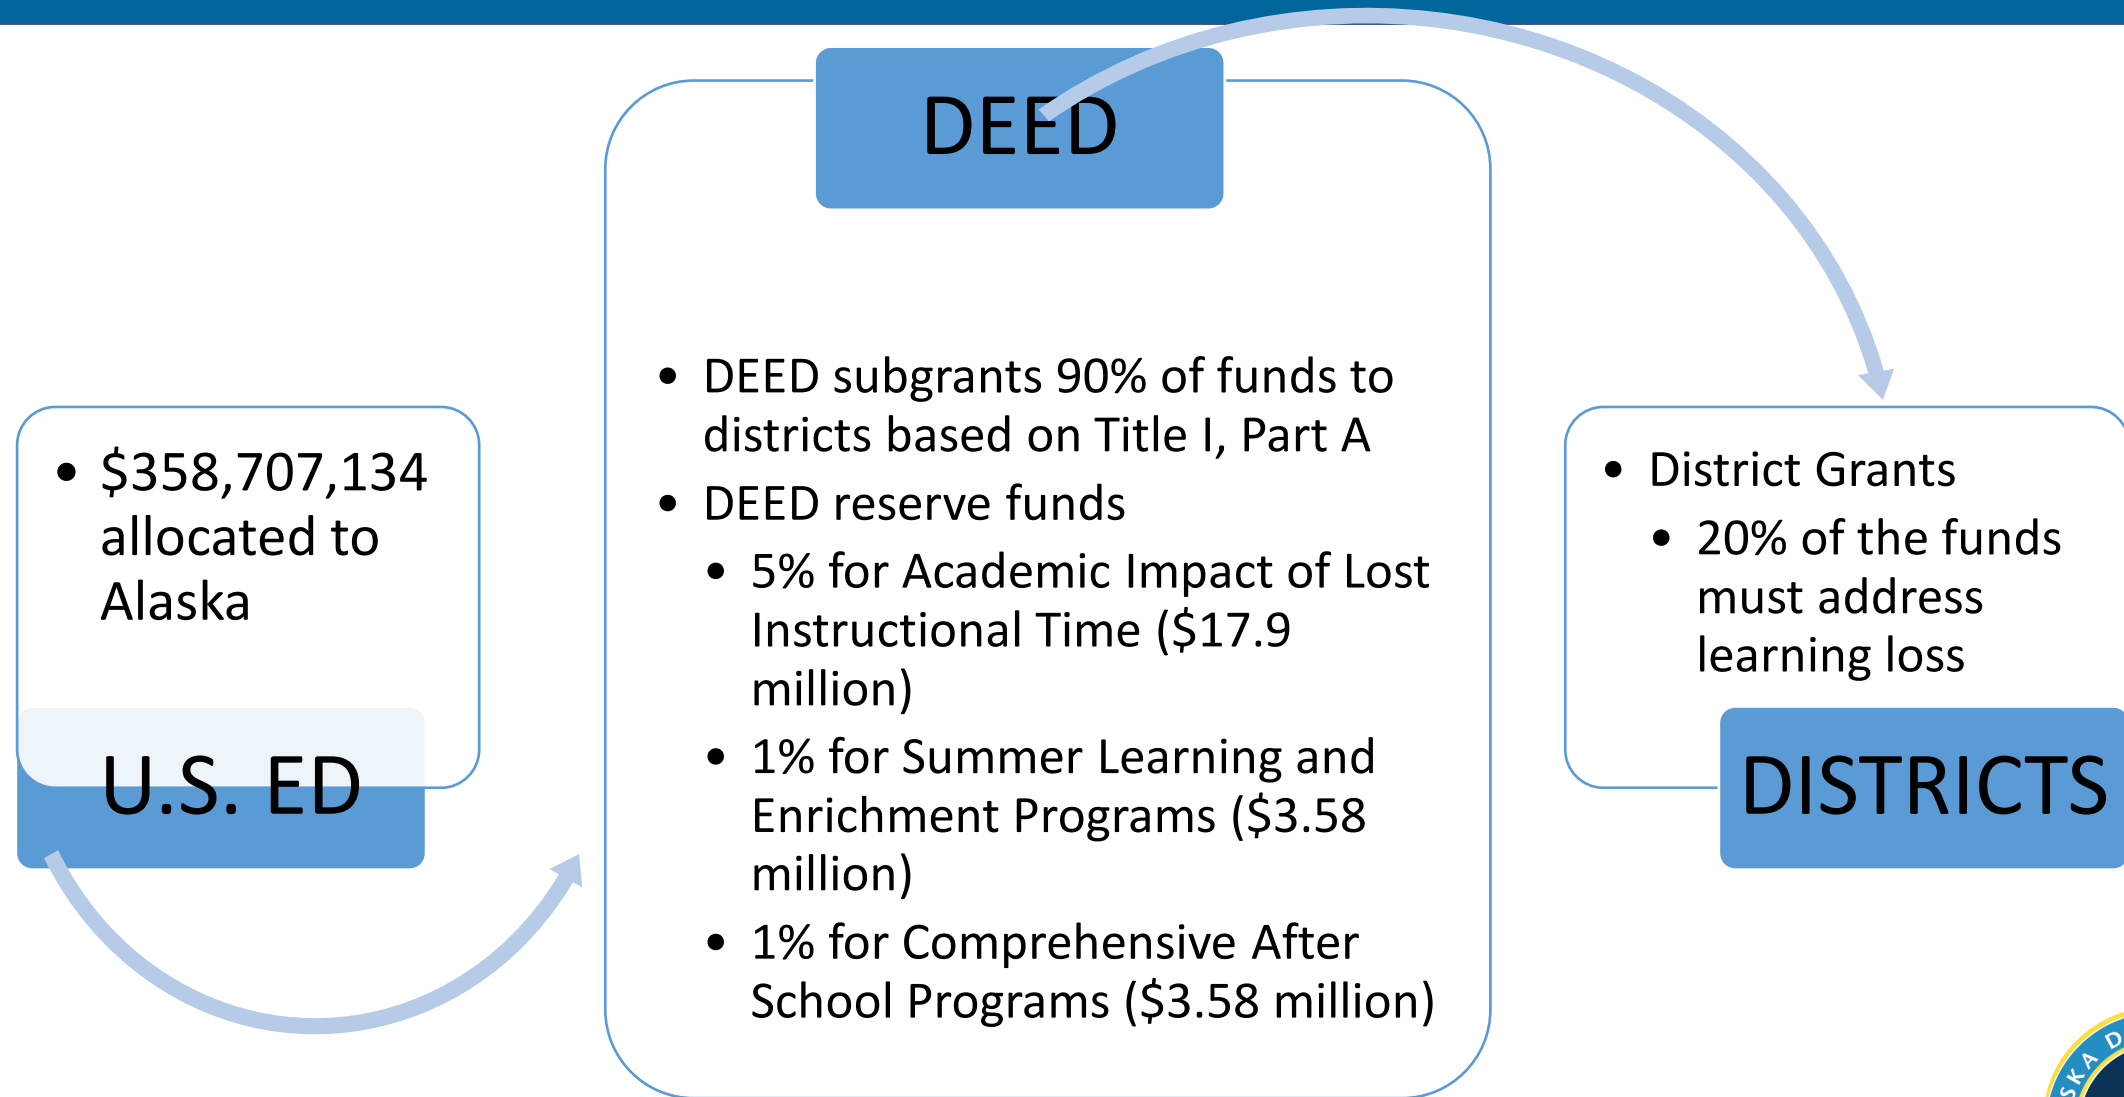 DEED
• DEED subgrants 90% of funds to
districts based on Title I, Part A
• DEED reserve funds
• 5% for Academic Impact of Lost
Instructional Time ($17.9
million)
• 1% for Summer Learning and
Enrichment Programs ($3.58
million)
• 1% for Comprehensive After
School Programs ($3.58 million)
• $358,707,134
allocated to
Alaska
U.S. ED
• District Grants
• 20% of the funds
must address
learning loss
DISTRICTS
SKA D